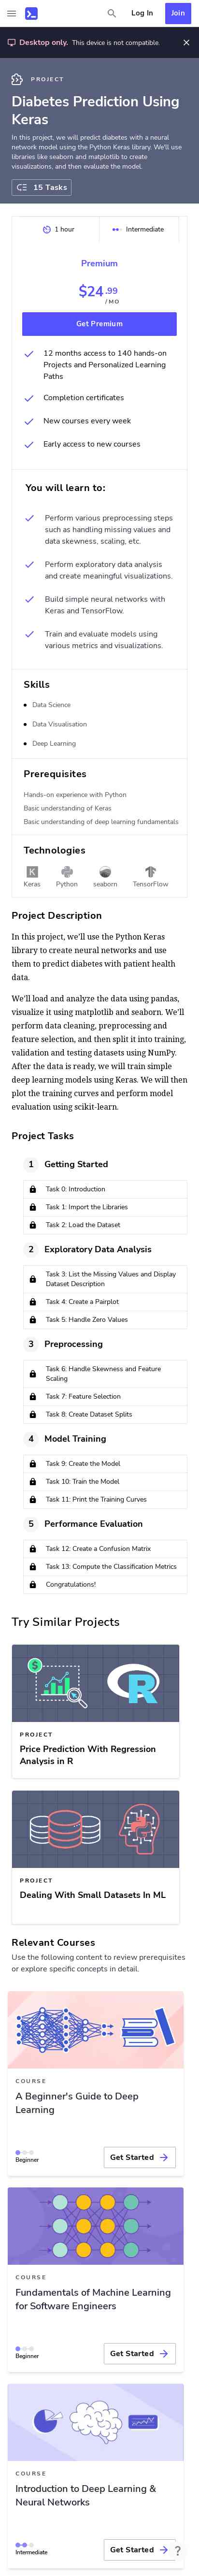 Log In
Join
Desktop only. This device is not compatible.
PROJECT
Diabetes Prediction Using
Keras
In this project, we will predict diabetes with a neural
network model using the Python Keras library. We'll use
libraries like seaborn and matplotlib to create
visualizations, and then evaluate the model.
15 Tasks
1 hour
Intermediate
Premium
$24.99
/MO
Get Premium
12 months access to 140 hands-on
Projects and Personalized Learning
Paths
Completion certificates
New courses every week
Early access to new courses
You will learn to:
Perform various preprocessing steps
such as handling missing values and
data skewness, scaling, etc.
Perform exploratory data analysis
and create meaningful visualizations.
Build simple neural networks with
Keras and TensorFlow.
Train and evaluate models using
various metrics and visualizations.
Skills
Data Science
Data Visualisation
Deep Learning
Prerequisites
Hands-on experience with Python
Basic understanding of Keras
Basic understanding of deep learning fundamentals
Technologies
K
Keras
Python
seaborn
TensorFlow
Project Description
In this project, we'll use the Python Keras
library to create neural networks and use
them to predict diabetes with patient health
data.
We'll load and analyze the data using pandas,
visualize it using matplotlib and seaborn. We'll
perform data cleaning, preprocessing and
feature selection, and then split it into training,
validation and testing datasets using NumPy.
After the data is ready, we will train simple
deep learning models using Keras. We will then
plot the training curves and perform model
evaluation using scikit-learn.
Project Tasks
1 Getting Started
Task 0: Introduction
Task 1: Import the Libraries
Task 2: Load the Dataset
2 Exploratory Data Analysis
Task 3: List the Missing Values and Display
Dataset Description
Task 4: Create a Pairplot
Task 5: Handle Zero Values
3 Preprocessing
Task 6: Handle Skewness and Feature
Scaling
Task 7: Feature Selection
Task 8: Create Dataset Splits
4 Model Training
Task 9: Create the Model
Task 10: Train the Model
Task 11: Print the Training Curves
5 Performance Evaluation
Task 12: Create a Confusion Matrix
Task 13: Compute the Classification Metrics
Congratulations!
Try Similar Projects
$
R
PROJECT
Price Prediction With Regression
Analysis in R
PROJECT
Dealing With Small Datasets In ML
Relevant Courses
Use the following content to review prerequisites
or explore specific concepts in detail.
COURSE
A Beginner's Guide to Deep
Learning
Beginner
Get Started
COURSE
Fundamentals of Machine Learning
for Software Engineers
Beginner
Get Started
COURSE
Introduction to Deep Learning &
Neural Networks
Intermediate
Get Started
?